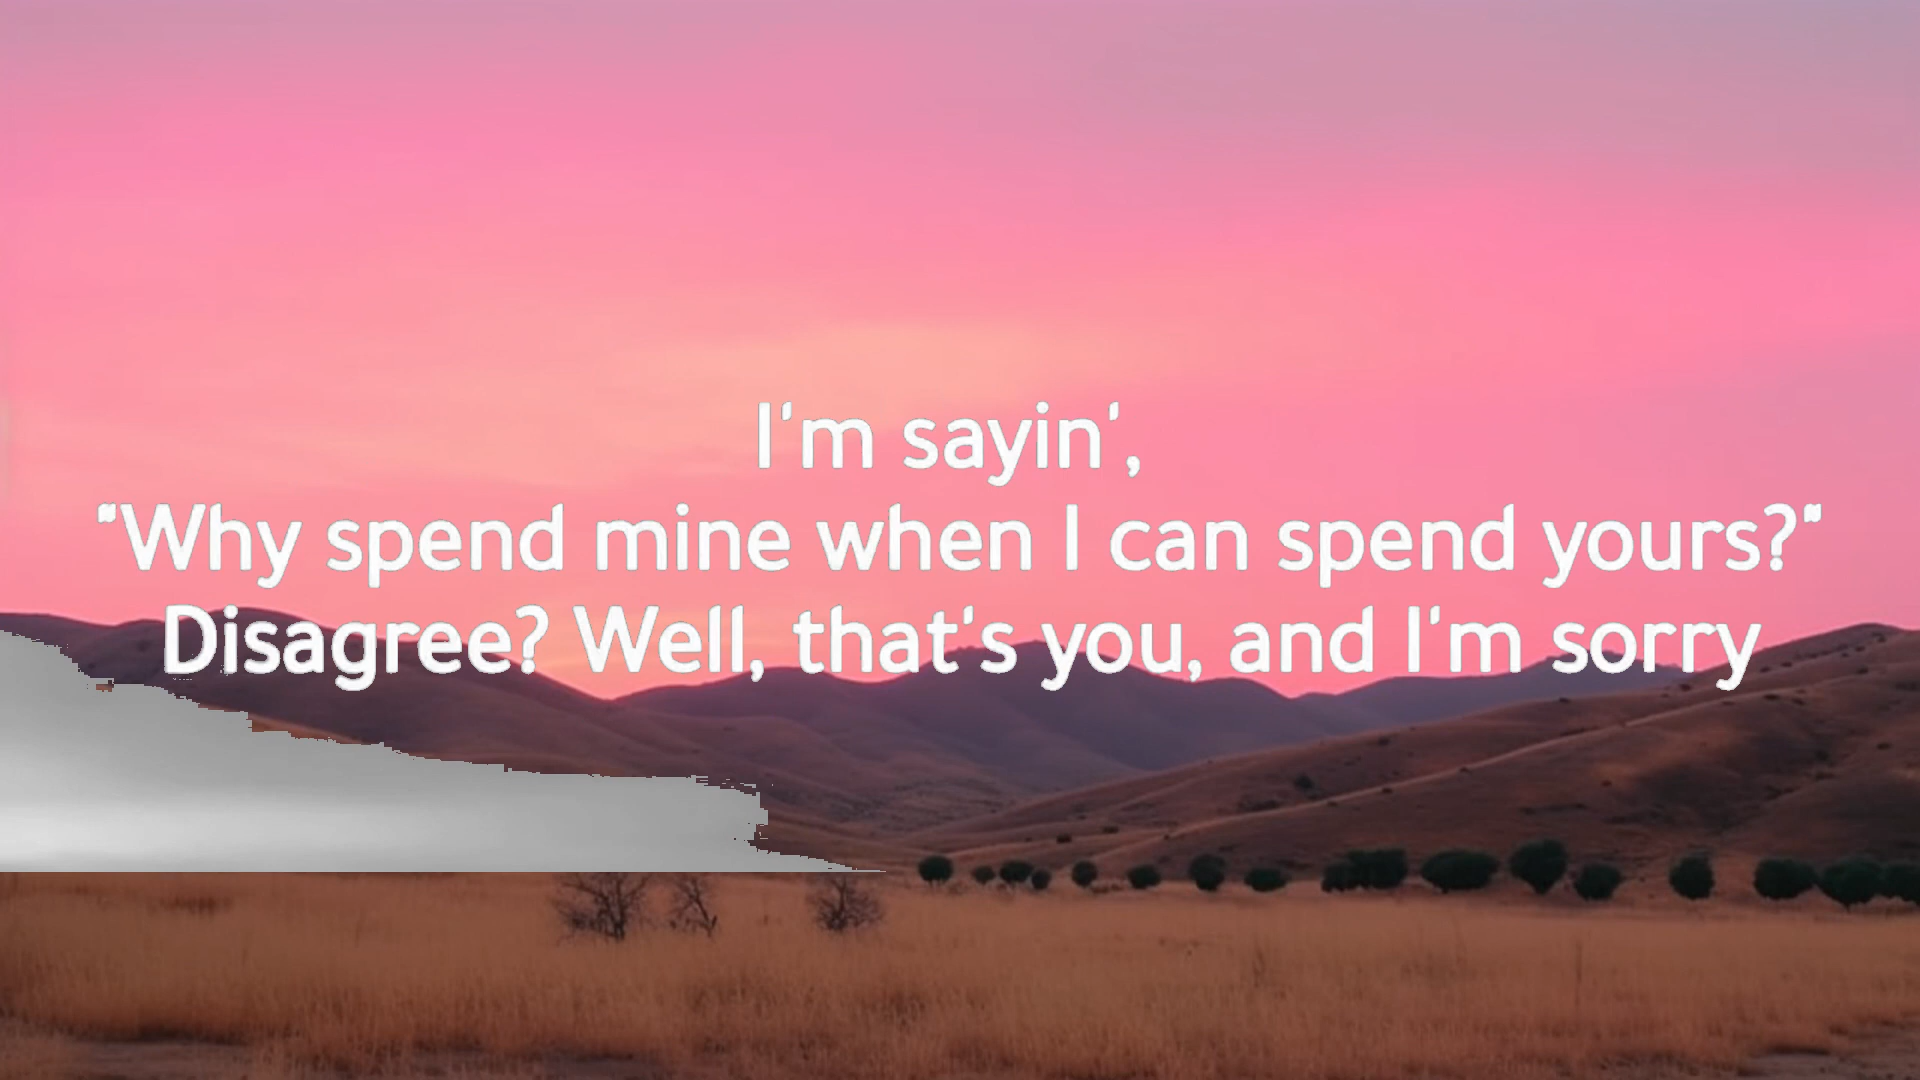 I'm sayin',
"Why spend mine when I can spend yours?"
Disagree? Well, that's you, and I'm sorry